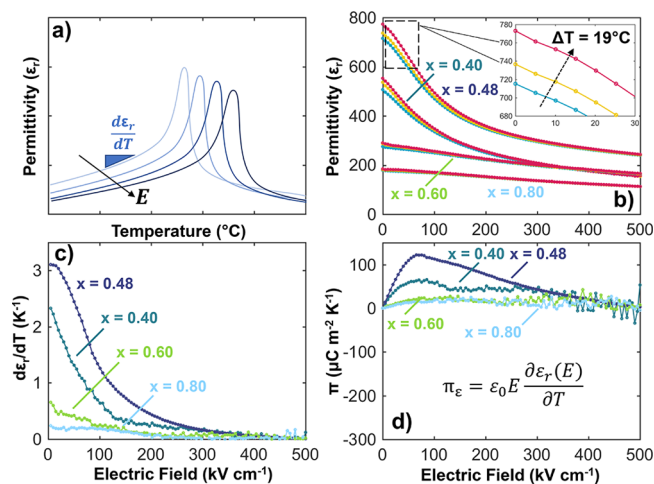 a)
dεr/dT
E
Permittivity (εr)
Temperature (°C)
800
600
400
200
0
Permittivity (εr)
0 100 200 300 400 500
x = 0.40
x = 0.48
x = 0.60
x = 0.80
b)
780
760
740
720
700
680
0 10 20 30
ΔT = 19°C
c)
3
2
1
0
dεr/dT (K-1)
x = 0.48
x = 0.40
x = 0.60
x = 0.80
0 100 200 300 400 500
Electric Field (kV cm-1)
100
0
-100
-200
-300
π (μC m-2 K-1)
x = 0.40
x = 0.48
x = 0.60
x = 0.80
πε = ε0E ∂εr(E)/∂T
d)
0 100 200 300 400 500
Electric Field (kV cm-1)